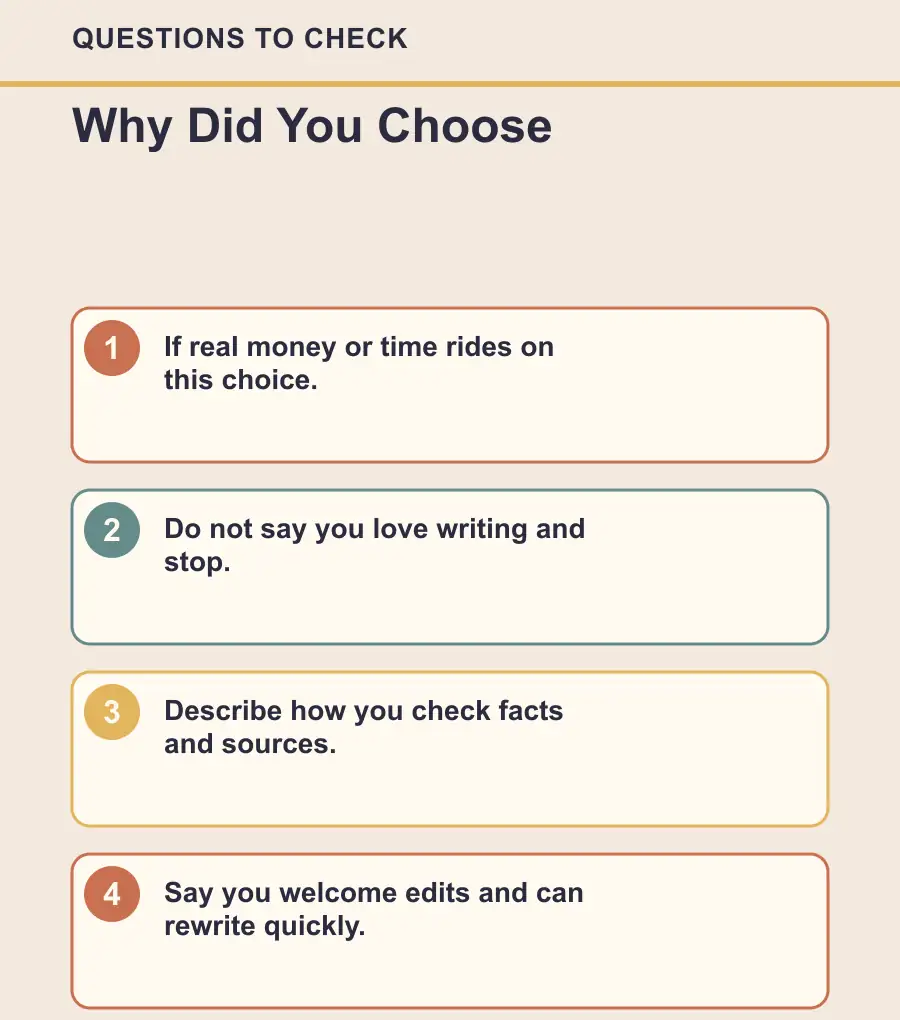 QUESTIONS TO CHECK
Why Did You Choose
1
If real money or time rides on
this choice.
2
Do not say you love writing and
stop.
3
Describe how you check facts
and sources.
4
Say you welcome edits and can
rewrite quickly.